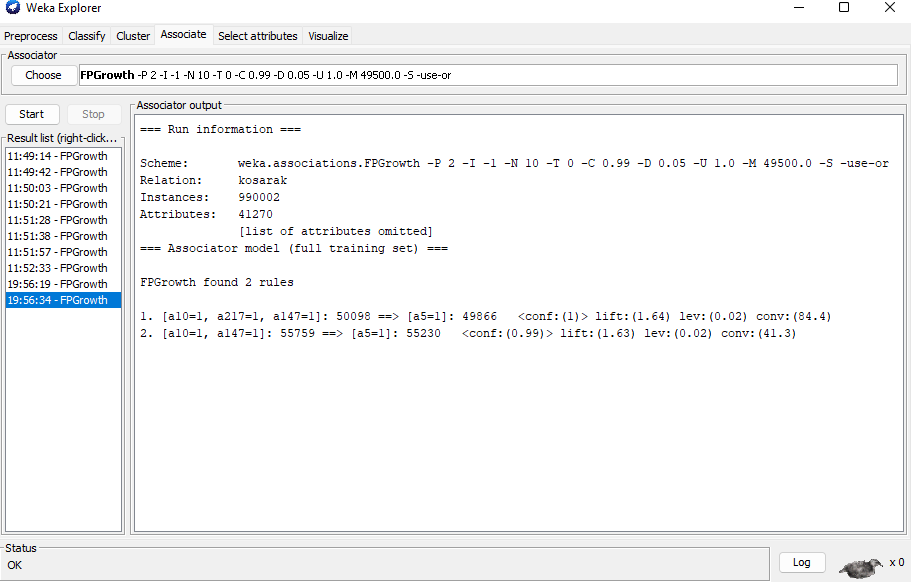 Weka Explorer
Preprocess Classify Cluster Associate Select attributes Visualize
Associator
Choose FPGrowth -P 2 -I -1 -N 10 -T 0 -C 0.99 -D 0.05 -U 1.0 -M 49500.0 -S -use-or
Start Stop
Result list (right-click...
11:49:14 - FPGrowth
11:49:42 - FPGrowth
11:50:03 - FPGrowth
11:50:21 - FPGrowth
11:51:28 - FPGrowth
11:51:38 - FPGrowth
11:51:57 - FPGrowth
11:52:33 - FPGrowth
19:56:19 - FPGrowth
19:56:34 - FPGrowth
Associator output
=== Run information ===
Scheme: weka.associations.FPGrowth -P 2 -I -1 -N 10 -T 0 -C 0.99 -D 0.05 -U 1.0 -M 49500.0 -S -use-or
Relation: kosarak
Instances: 990002
Attributes: 41270
[list of attributes omitted]
=== Associator model (full training set) ===
FPGrowth found 2 rules
1. [a10=1, a217=1, a147=1]: 50098 ==> [a5=1]: 49866 <conf:(1)> lift:(1.64) lev:(0.02) conv:(84.4)
2. [a10=1, a147=1]: 55759 ==> [a5=1]: 55230 <conf:(0.99)> lift:(1.63) lev:(0.02) conv:(41.3)
Status
OK
Log
x 0